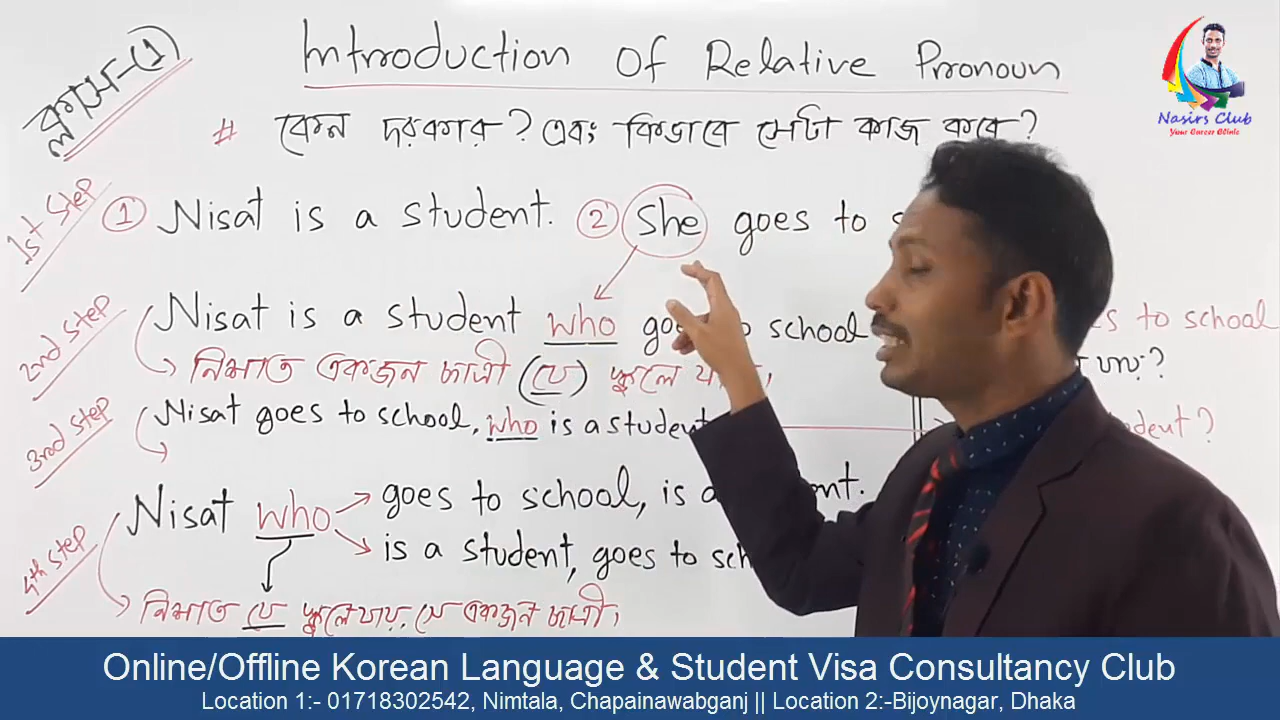 ক্লাস-(1)
Introduction Of Relative Pronoun
# কেন দরকার? এবং কিভাবে সেটা কাজ করে?
Nasirs Club
Your Career Clinic
1st Step
① Nisat is a student. ② She goes to
2nd Step
Nisat is a student who goes to school
es to school
নিসাত একজন ছাত্রী (যে) স্কুলে
3rd Step
Nisat goes to school, who is a student
dent?
4th Step
Nisat who
goes to school, is a
is a student, goes to
নিসাত যে স্কুলে যায়, সে একজন ছাত্রী,
Online/Offline Korean Language & Student Visa Consultancy Club
Location 1:- 01718302542, Nimtala, Chapainawabganj || Location 2:-Bijoynagar, Dhaka